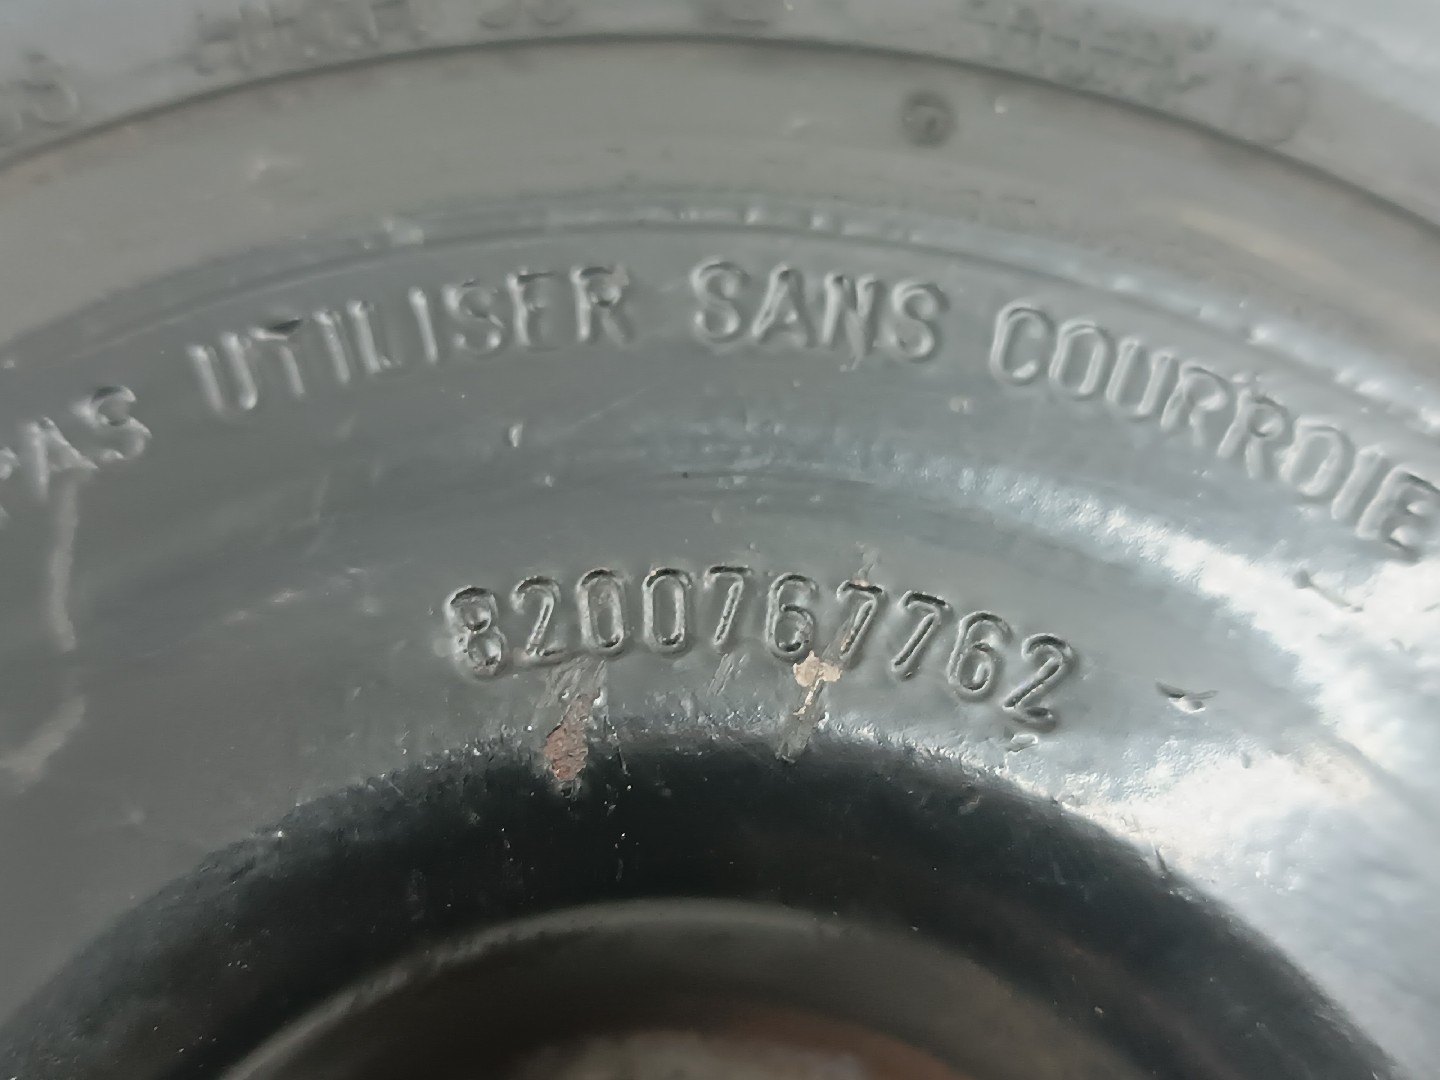 PAS UTILISER SANS COURROIE
8200767762